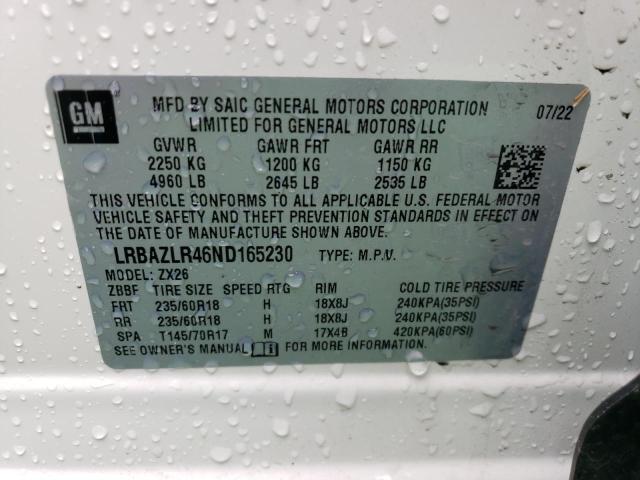 GM
MFD BY SAIC GENERAL MOTORS CORPORATION 07/22
LIMITED FOR GENERAL MOTORS LLC
GVWR GAWR FRT GAWR RR
2250 KG 1200 KG 1150 KG
4960 LB 2645 LB 2535 LB
THIS VEHICLE CONFORMS TO ALL APPLICABLE U.S. FEDERAL MOTOR
VEHICLE SAFETY AND THEFT PREVENTION STANDARDS IN EFFECT ON
THE DATE OF MANUFACTURE SHOWN ABOVE.
LRBAZLR46ND165230 TYPE: M.P.V.
MODEL: ZX26
ZBBF TIRE SIZE SPEED RTG RIM COLD TIRE PRESSURE
FRT 235/60R18 H 18X8J 240KPA(35PSI)
RR 235/60R18 H 18X8J 240KPA(35PSI)
SPA T145/70R17 M 17X4B 420KPA(60PSI)
SEE OWNER'S MANUAL FOR MORE INFORMATION.